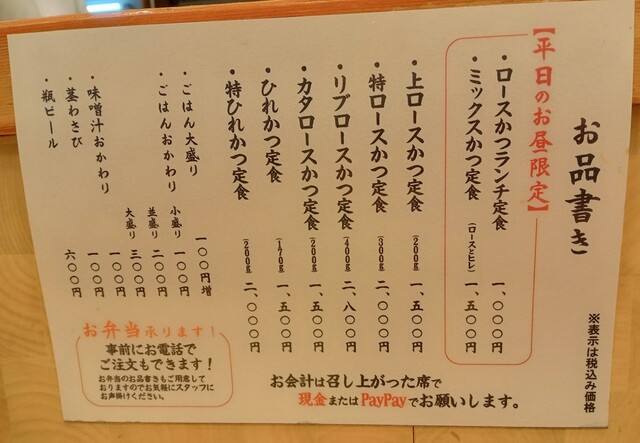 お品書き
※表示は税込み価格
【平日のお昼限定】
・ロースかつランチ定食 一、〇〇〇円
・ミックスかつ定食 (ロースとヒレ) 一、五〇〇円
・上ロースかつ定食 (200g) 一、五〇〇円
・特ロースかつ定食 (300g) 二、〇〇〇円
・リブロースかつ定食 (400g) 二、八〇〇円
・カタロースかつ定食 (200g) 一、五〇〇円
・ひれかつ定食 (170g) 一、五〇〇円
・特ひれかつ定食 (200g) 二、〇〇〇円
・ごはん大盛り 一〇〇円増
・ごはんおかわり 小盛り 一〇〇円
並盛り 二〇〇円
大盛り 三〇〇円
・味噌汁おかわり 一〇〇円
・茎わさび 一〇〇円
・瓶ビール 六〇〇円
お弁当承ります!
事前にお電話で
ご注文もできます!
お弁当のお品書きもご用意して
おりますのでお気軽にスタッフに
お声掛けください。
お会計は召し上がった席で
現金またはPayPayでお願いします。